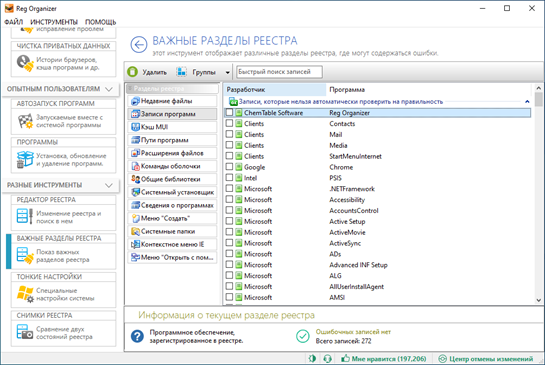 Reg Organizer
ФАЙЛ ИНСТРУМЕНТЫ ПОМОЩЬ
исправление проблем
ЧИСТКА ПРИВАТНЫХ ДАННЫХ
Истории браузеров,
кэша программ и др.
ОПЫТНЫМ ПОЛЬЗОВАТЕЛЯМ
АВТОЗАПУСК ПРОГРАММ
Запускаемые вместе с
системой программы
ПРОГРАММЫ
Установка, обновление
и удаление программ.
РАЗНЫЕ ИНСТРУМЕНТЫ
РЕДАКТОР РЕЕСТРА
Изменение реестра и
поиск в нем
ВАЖНЫЕ РАЗДЕЛЫ РЕЕСТРА
Показ важных
разделов реестра
ТОНКИЕ НАСТРОЙКИ
Специальные
настройки системы
СНИМКИ РЕЕСТРА
Сравнение двух
состояний реестра
ВАЖНЫЕ РАЗДЕЛЫ РЕЕСТРА
этот инструмент отображает различные разделы реестра, где могут содержаться ошибки.
Удалить Группы Быстрый поиск записей
Разделы реестра
Недавние файлы
Записи программ
Кэш MUI
Пути программ
Расширения файлов
Команды оболочки
Общие библиотеки
Системный установщик
Сведения о программах
Меню "Создать"
Системные папки
Контекстное меню IE
Меню "Открыть с пом...
Разработчик Программа
Записи, которые нельзя автоматически проверить на правильность
ChemTable Software Reg Organizer
Clients Contacts
Clients Mail
Clients Media
Clients StartMenuInternet
Google Chrome
Intel PSIS
Microsoft .NETFramework
Microsoft Accessibility
Microsoft AccountsControl
Microsoft Active Setup
Microsoft ActiveMovie
Microsoft ActiveSync
Microsoft ADs
Microsoft Advanced INF Setup
Microsoft ALG
Microsoft AllUserInstallAgent
Microsoft AMSI
Информация о текущем разделе реестра
Программное обеспечение,
зарегистрированное в реестре.
Ошибочных записей нет
Всего записей: 272
Мне нравится (197,206) Центр отмены изменений